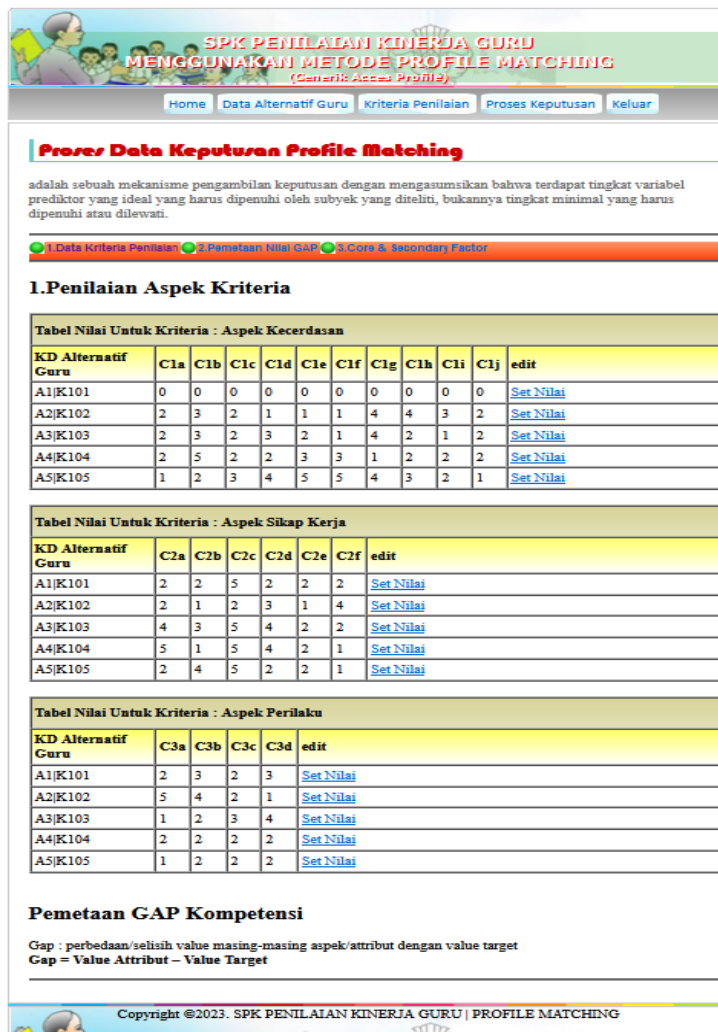 SPK PENILAIAN KINERJA GURU
MENGGUNAKAN METODE PROFILE MATCHING
(Generik Acces Profile)
Home Data Alternatif Guru Kriteria Penilaian Proses Keputusan Keluar
Proses Data Keputusan Profile Matching
adalah sebuah mekanisme pengambilan keputusan dengan mengasumsikan bahwa terdapat tingkat variabel
prediktor yang ideal yang harus dipenuhi oleh subyek yang diteliti, bukannya tingkat minimal yang harus
dipenuhi atau dilewati.
1.Data Kriteria Penilaian 2.Pemetaan Nilai GAP 3.Core & Secondary Factor
1.Penilaian Aspek Kriteria
Tabel Nilai Untuk Kriteria : Aspek Kecerdasan
KD Alternatif Guru C1a C1b C1c C1d C1e C1f C1g C1h C1i C1j edit
A1|K101 0 0 0 0 0 0 0 0 0 0 Set Nilai
A2|K102 2 3 2 1 1 1 4 4 3 2 Set Nilai
A3|K103 2 3 2 3 2 1 4 2 1 2 Set Nilai
A4|K104 2 5 2 2 3 3 1 2 2 2 Set Nilai
A5|K105 1 2 3 4 5 5 4 3 2 1 Set Nilai
Tabel Nilai Untuk Kriteria : Aspek Sikap Kerja
KD Alternatif Guru C2a C2b C2c C2d C2e C2f edit
A1|K101 2 2 5 2 2 2 Set Nilai
A2|K102 2 1 2 3 1 4 Set Nilai
A3|K103 4 3 5 4 2 2 Set Nilai
A4|K104 5 1 5 4 2 1 Set Nilai
A5|K105 2 4 5 2 2 1 Set Nilai
Tabel Nilai Untuk Kriteria : Aspek Perilaku
KD Alternatif Guru C3a C3b C3c C3d edit
A1|K101 2 3 2 3 Set Nilai
A2|K102 5 4 2 1 Set Nilai
A3|K103 1 2 3 4 Set Nilai
A4|K104 2 2 2 2 Set Nilai
A5|K105 1 2 2 2 Set Nilai
Pemetaan GAP Kompetensi
Gap : perbedaan/selisih value masing-masing aspek/attribut dengan value target
Gap = Value Attribut – Value Target
Copyright ©2023. SPK PENILAIAN KINERJA GURU | PROFILE MATCHING